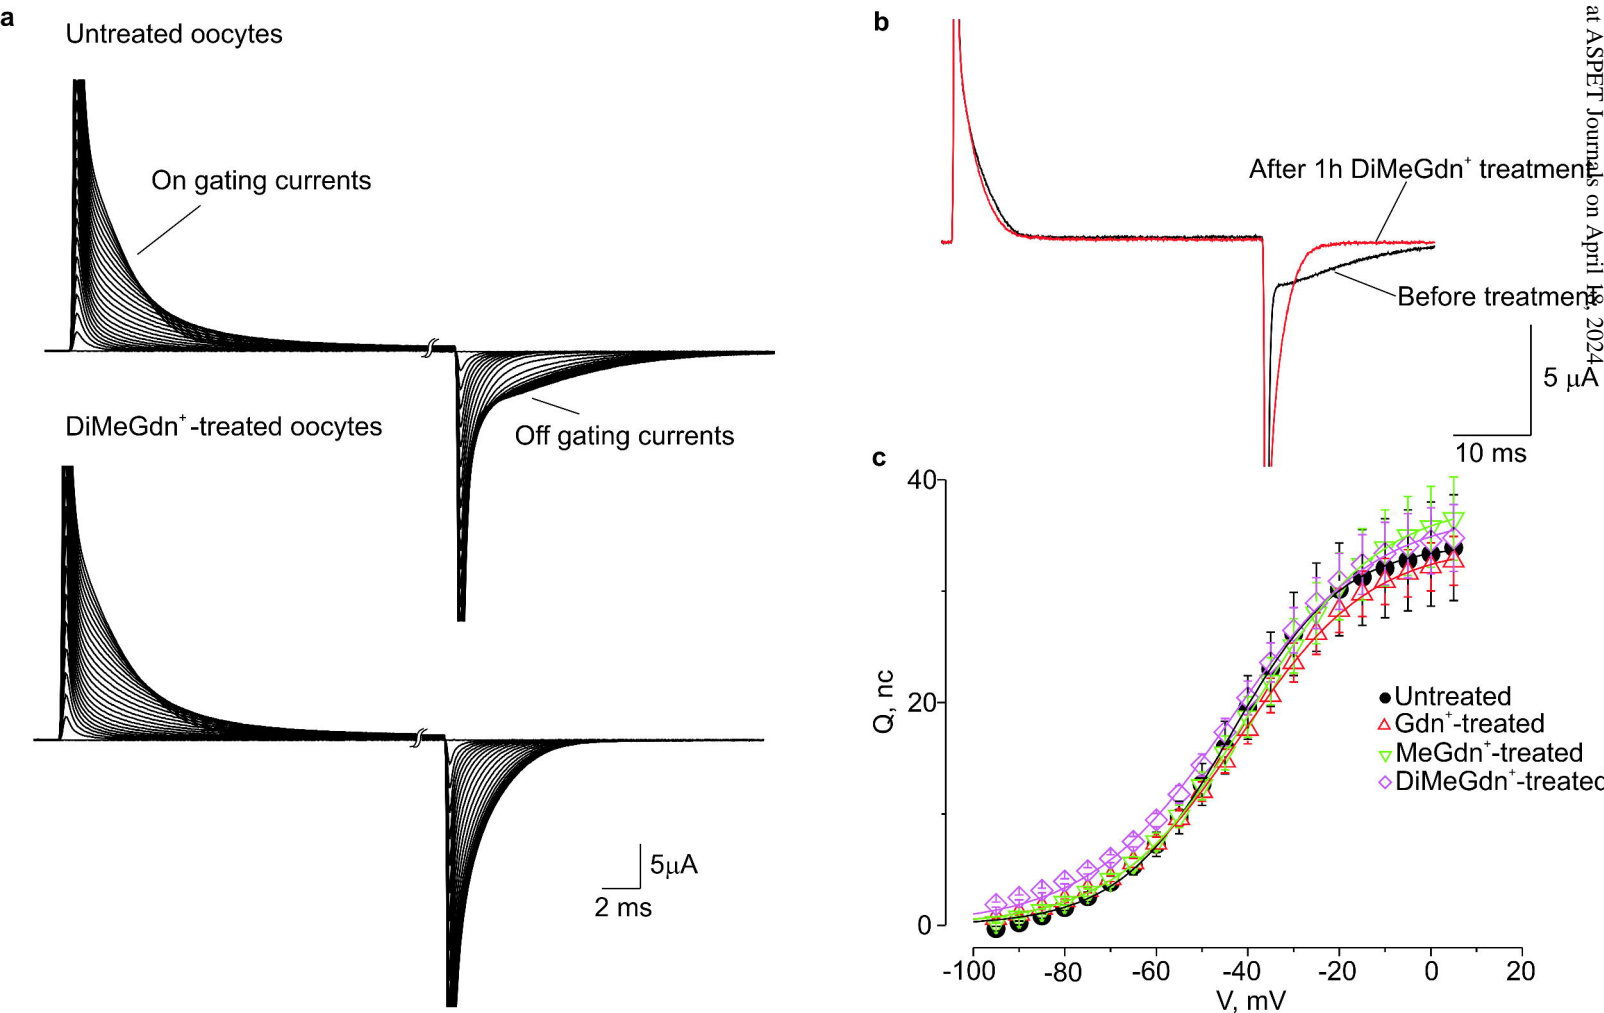 a
Untreated oocytes
On gating currents
Off gating currents
DiMeGdn+-treated oocytes
5μA
2 ms
b
After 1h DiMeGdn+ treatment
Before treatment
5 μA
10 ms
c
40
20
0
Q, nc
Untreated
Gdn+-treated
MeGdn+-treated
DiMeGdn+-treated
-100 -80 -60 -40 -20 0 20
V, mV
at ASPET Journals on April 18, 2024